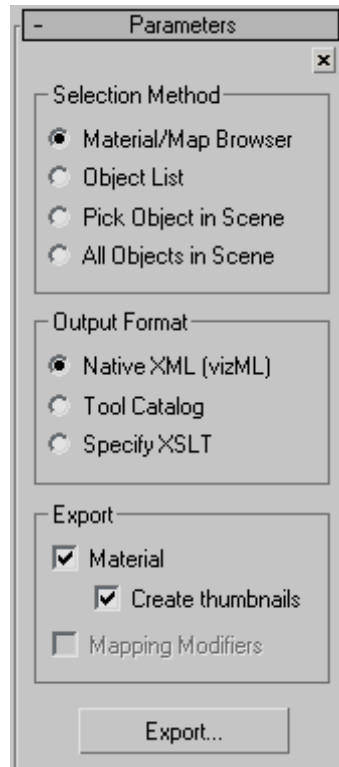 - Parameters
Selection Method
Material/Map Browser
Object List
Pick Object in Scene
All Objects in Scene
Output Format
Native XML (vizML)
Tool Catalog
Specify XSLT
Export
Material
Create thumbnails
Mapping Modifiers
Export...